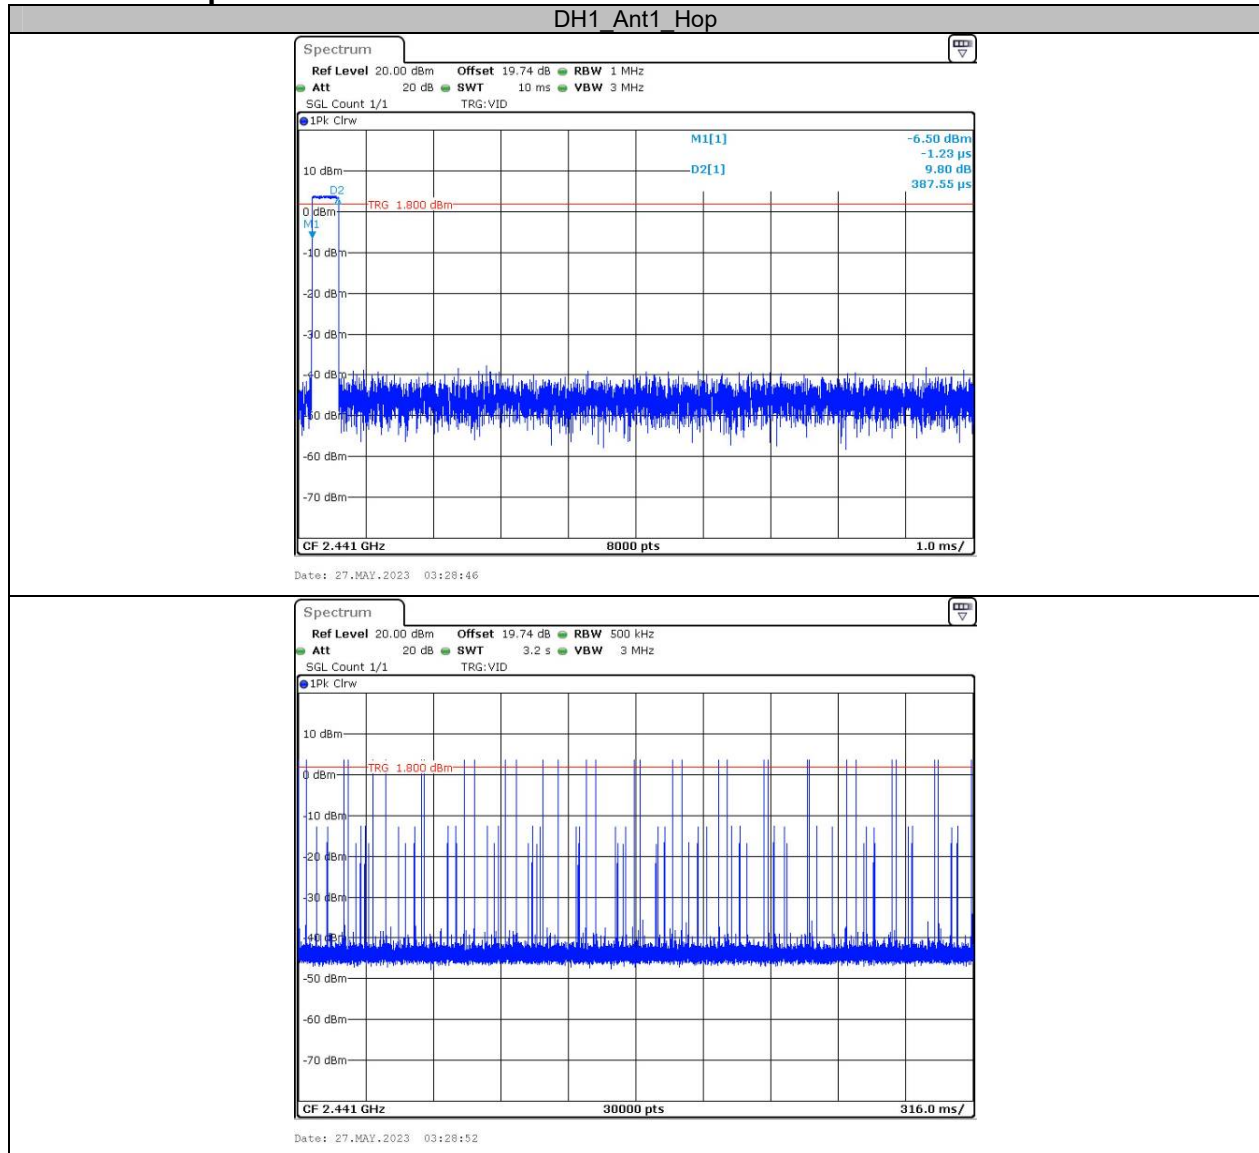 DH1_Ant1_Hop
Spectrum
Ref Level 20.00 dBm Offset 19.74 dB RBW 1 MHz
Att 20 dB SWT 10 ms VBW 3 MHz
SGL Count 1/1 TRG:VID
1Pk Clrw
M1[1] -6.50 dBm
-1.23 µs
10 dBm D2[1] 9.80 dB
387.55 µs
D2
TRG 1.800 dBm
0 dBm
M1
-10 dBm
-20 dBm
-30 dBm
-40 dBm
-50 dBm
-60 dBm
-70 dBm
CF 2.441 GHz 8000 pts 1.0 ms/
Date: 27.MAY.2023 03:28:46
Spectrum
Ref Level 20.00 dBm Offset 19.74 dB RBW 500 kHz
Att 20 dB SWT 3.2 s VBW 3 MHz
SGL Count 1/1 TRG:VID
1Pk Clrw
10 dBm
TRG 1.800 dBm
0 dBm
-10 dBm
-20 dBm
-30 dBm
-40 dBm
-50 dBm
-60 dBm
-70 dBm
CF 2.441 GHz 30000 pts 316.0 ms/
Date: 27.MAY.2023 03:28:52